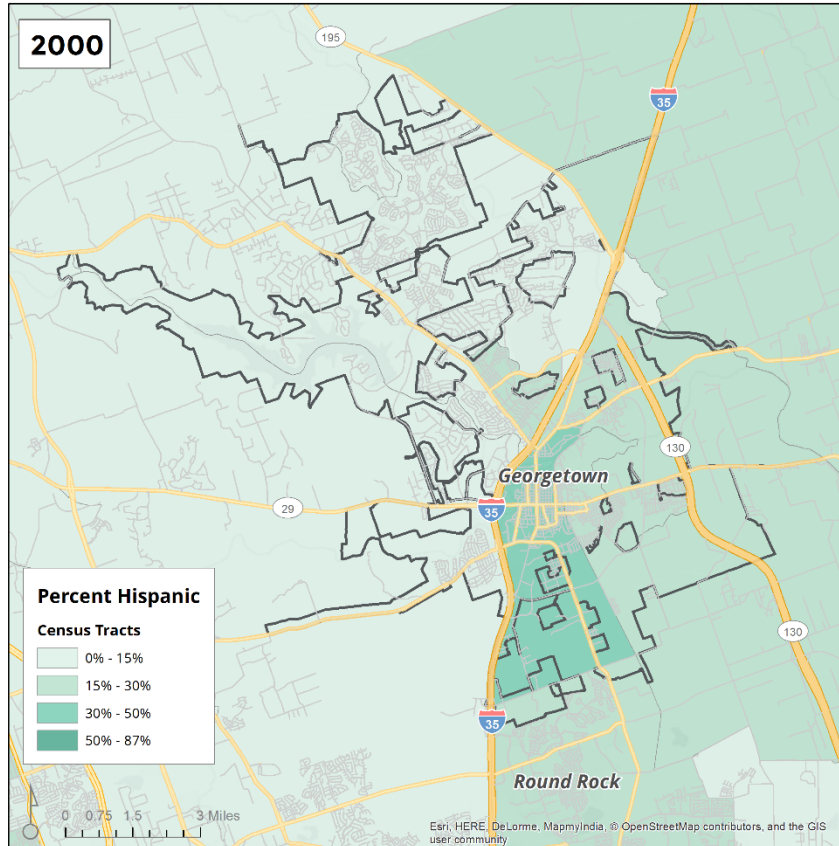 2000
195
35
130
Georgetown
29
35
130
Percent Hispanic
Census Tracts
0% - 15%
15% - 30%
30% - 50%
50% - 87%
35
Round Rock
0 0.75 1.5 3 Miles
Esri, HERE, DeLorme, MapmyIndia, © OpenStreetMap contributors, and the GIS
user community